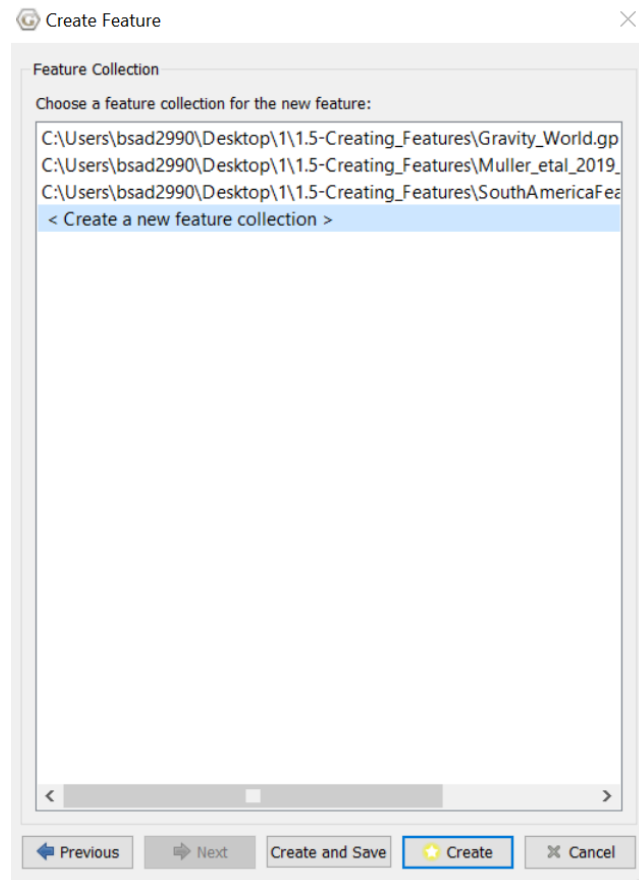 Create Feature
Feature Collection
Choose a feature collection for the new feature:
C:\Users\bsad2990\Desktop\1\1.5-Creating_Features\Gravity_World.gp
C:\Users\bsad2990\Desktop\1\1.5-Creating_Features\Muller_etal_2019_
C:\Users\bsad2990\Desktop\1\1.5-Creating_Features\SouthAmericaFea
< Create a new feature collection >
Previous Next Create and Save Create Cancel